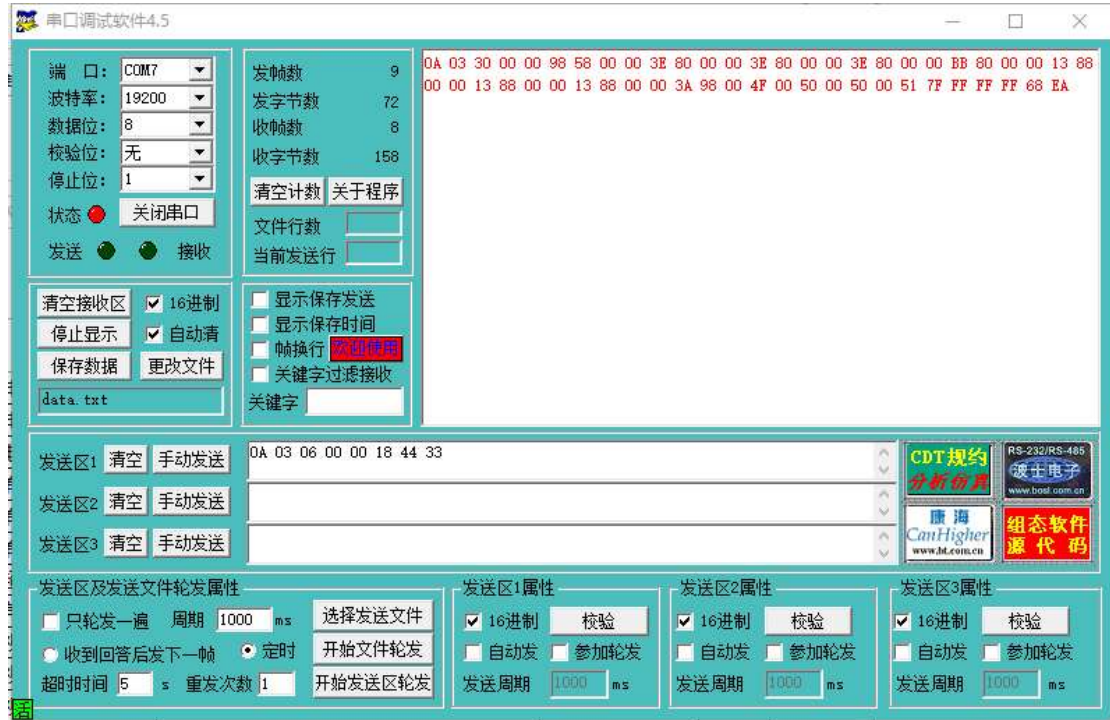 串口调试软件4.5
端 口: COM7
波特率: 19200
数据位: 8
校验位: 无
停止位: 1
状态 关闭串口
发送 接收
发帧数 9
发字节数 72
收帧数 8
收字节数 158
清空计数 关于程序
文件行数
当前发送行
0A 03 30 00 00 98 58 00 00 3E 80 00 00 3E 80 00 00 3E 80 00 00 BB 80 00 00 13 88
00 00 13 88 00 00 13 88 00 00 3A 98 00 4F 00 50 00 50 00 51 7F FF FF FF 68 EA
清空接收区 16进制
停止显示 自动清
保存数据 更改文件
data.txt
显示保存发送
显示保存时间
帧换行 欢迎使用
关键字过滤接收
关键字
发送区1 清空 手动发送 0A 03 06 00 00 18 44 33
发送区2 清空 手动发送
发送区3 清空 手动发送
CDT规约
分析仿真
RS-232/RS-485
波士电子
www.bosi.com.cn
康海
CanHigher
组态软件
源代码
发送区及发送文件轮发属性
只轮发一遍 周期 1000 ms 选择发送文件
收到回答后发下一帧 定时 开始文件轮发
超时时间 5 s 重发次数 1 开始发送区轮发
发送区1属性
16进制 校验
自动发 参加轮发
发送周期 1000 ms
发送区2属性
16进制 校验
自动发 参加轮发
发送周期 1000 ms
发送区3属性
16进制 校验
自动发 参加轮发
发送周期 1000 ms
活